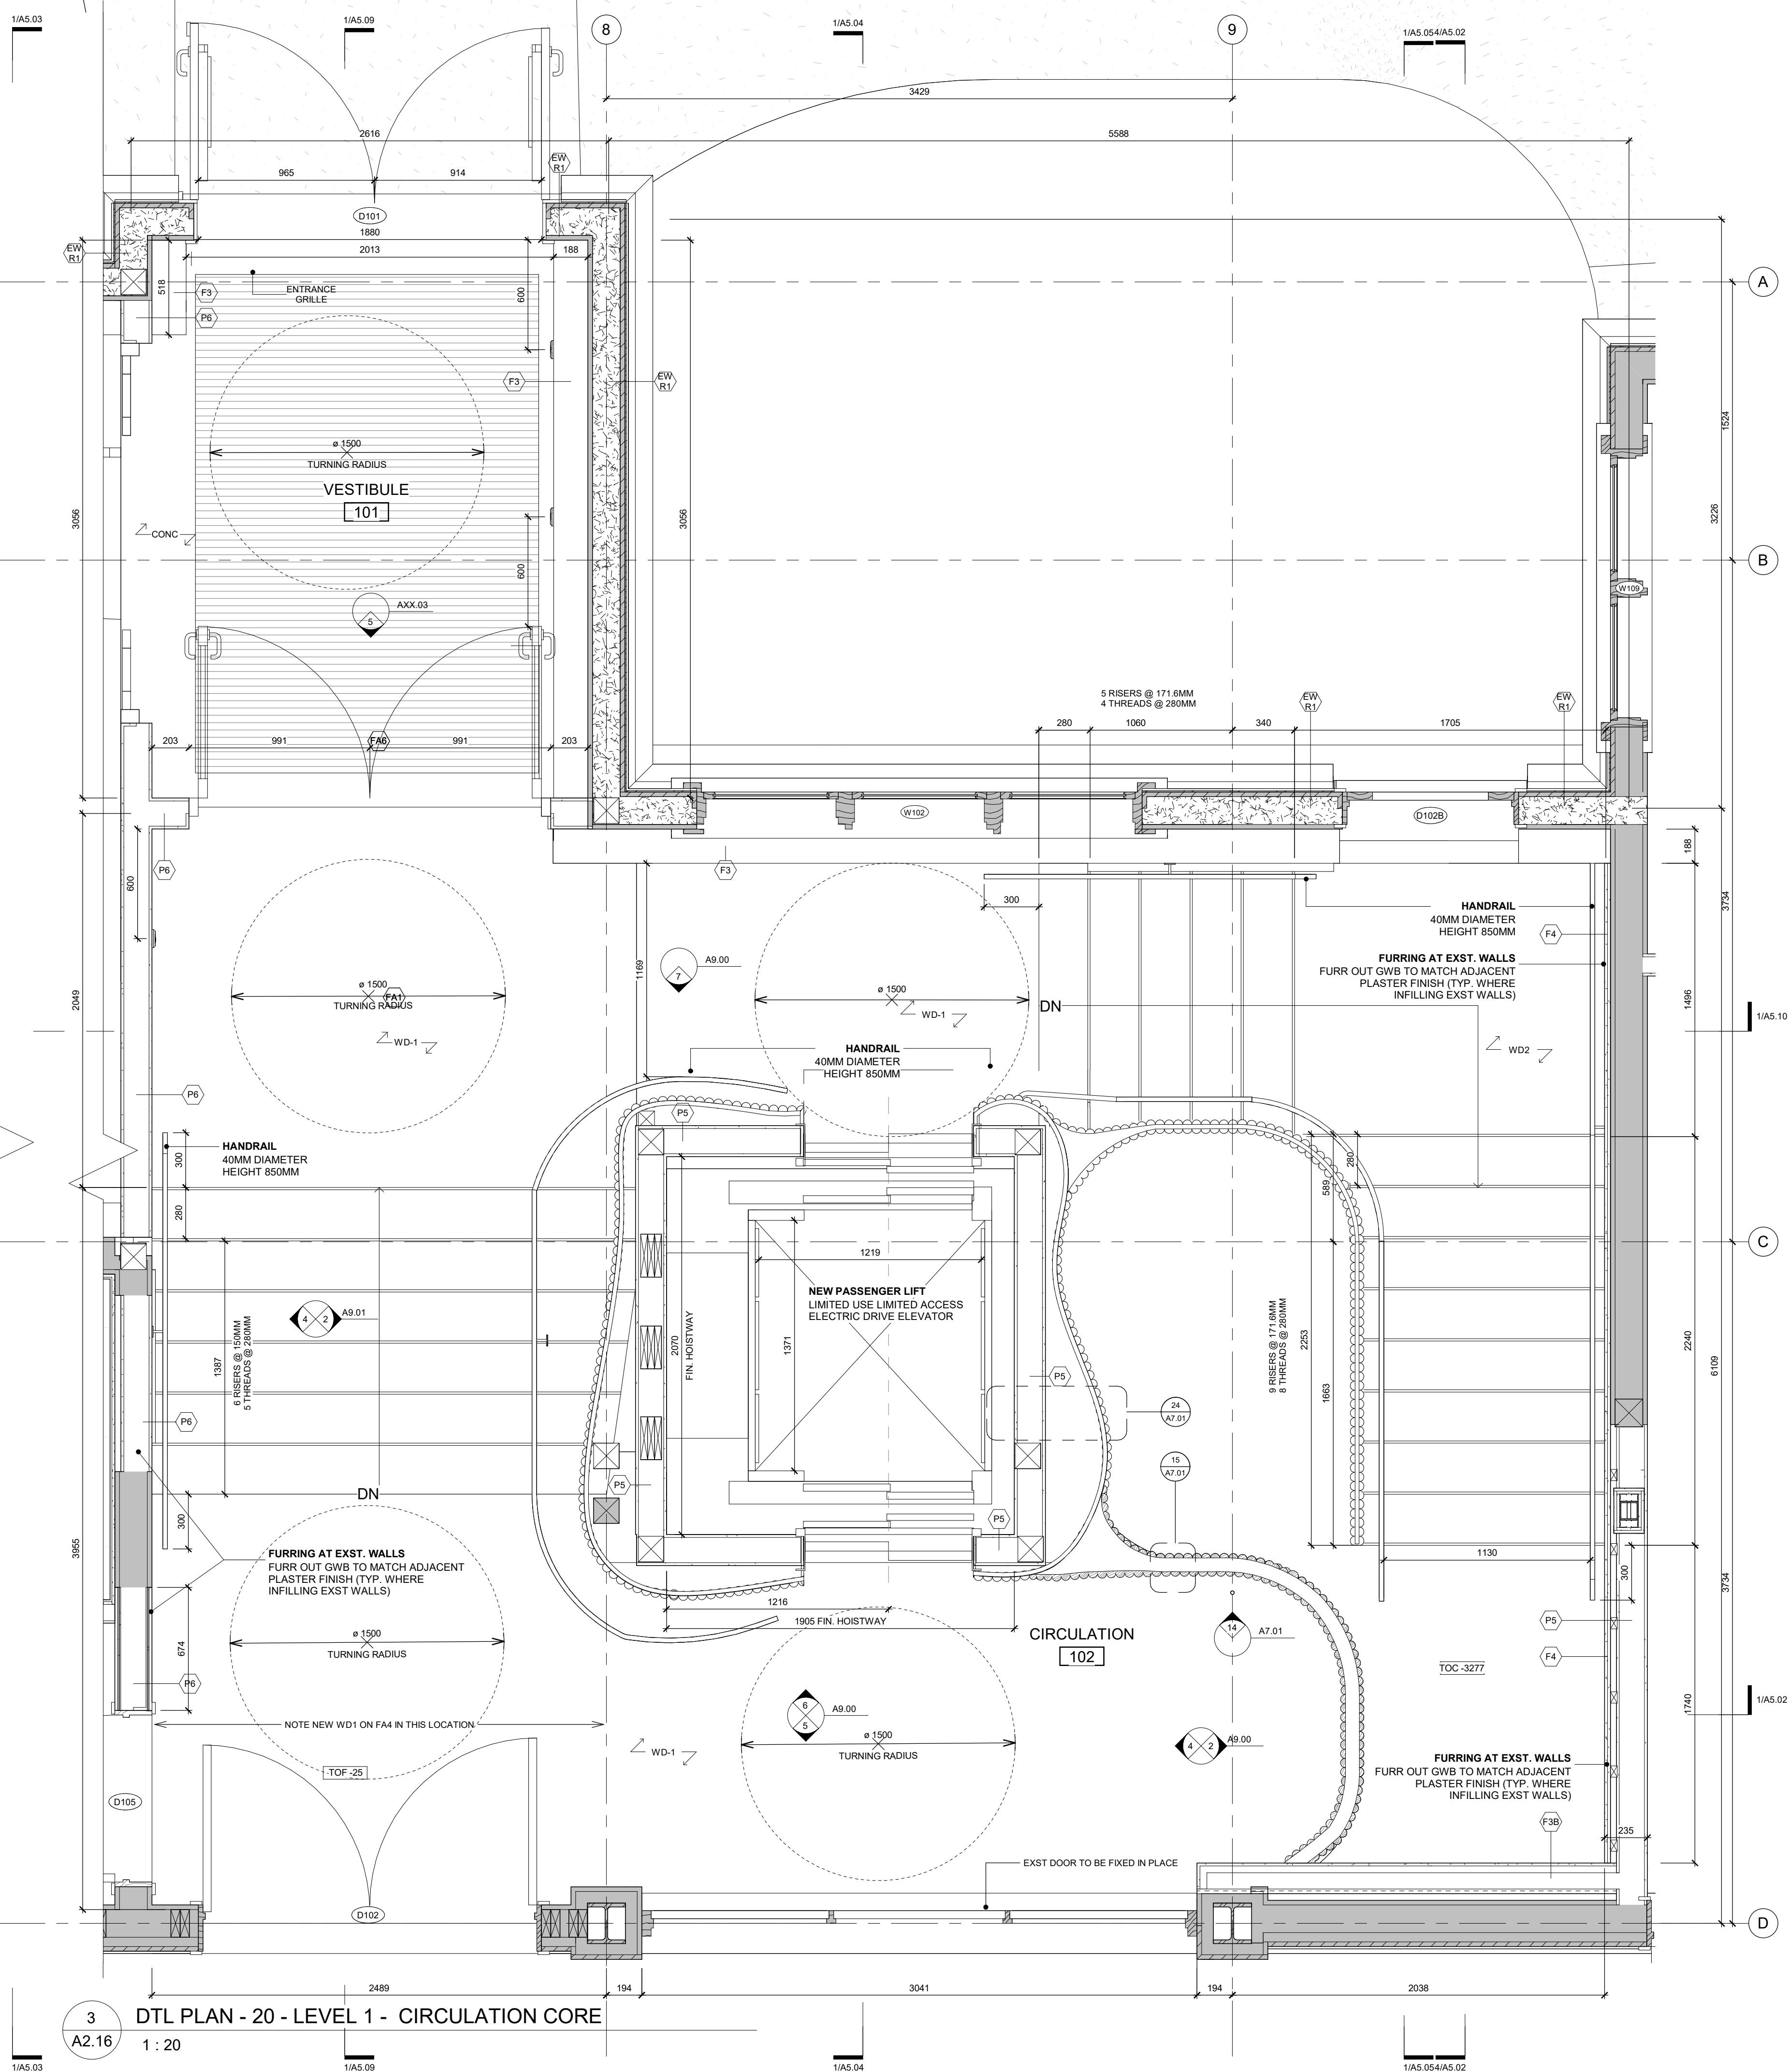 1/A5.03
1/A5.09
8
1/A5.04
9
1/A5.05
4/A5.02
3429
2616
5588
965
914
EW
R1
D101
1880
EW
R1
2013
188
518
F3
ENTRANCE
GRILLE
600
A
P6
F3
EW
R1
1524
ø 1500
TURNING RADIUS
VESTIBULE
101
3056
3056
3226
CONC
B
600
W109
AXX.03
5
5 RISERS @ 171.6MM
4 THREADS @ 280MM
EW
R1
EW
R1
203
991
FA6
991
203
280
1060
340
1705
W102
D102B
188
P6
F3
600
300
HANDRAIL
40MM DIAMETER
HEIGHT 850MM
F4
3734
1169
A9.00
7
FURRING AT EXST. WALLS
FURR OUT GWB TO MATCH ADJACENT
PLASTER FINISH (TYP. WHERE
INFILLING EXST WALLS)
2049
ø 1500
FA1
TURNING RADIUS
ø 1500
DN
1496
1/A5.10
WD-1
WD-1
WD2
HANDRAIL
40MM DIAMETER
HEIGHT 850MM
P6
P5
HANDRAIL
40MM DIAMETER
HEIGHT 850MM
300
280
589
280
C
1219
NEW PASSENGER LIFT
LIMITED USE LIMITED ACCESS
ELECTRIC DRIVE ELEVATOR
4
2
A9.01
1387
6 RISERS @ 150MM
5 THREADS @ 280MM
2070
FIN. HOISTWAY
1371
9 RISERS @ 171.6MM
8 THREADS @ 280MM
2253
1663
2240
6109
P5
24
A7.01
P6
15
A7.01
P5
DN
P5
300
3955
FURRING AT EXST. WALLS
FURR OUT GWB TO MATCH ADJACENT
PLASTER FINISH (TYP. WHERE
INFILLING EXST WALLS)
1130
300
3734
1216
1905 FIN. HOISTWAY
P5
674
ø 1500
TURNING RADIUS
CIRCULATION
102
14
A7.01
F4
TOC -3277
P6
6
5
A9.00
1740
1/A5.02
NOTE NEW WD1 ON FA4 IN THIS LOCATION
ø 1500
TURNING RADIUS
WD-1
4
2
A9.00
TOF -25
FURRING AT EXST. WALLS
FURR OUT GWB TO MATCH ADJACENT
PLASTER FINISH (TYP. WHERE
INFILLING EXST WALLS)
D105
F3B
235
EXST DOOR TO BE FIXED IN PLACE
D102
D
2489
194
3041
194
2038
3
A2.16
DTL PLAN - 20 - LEVEL 1 - CIRCULATION CORE
1 : 20
1/A5.03
1/A5.09
1/A5.04
1/A5.05
4/A5.02